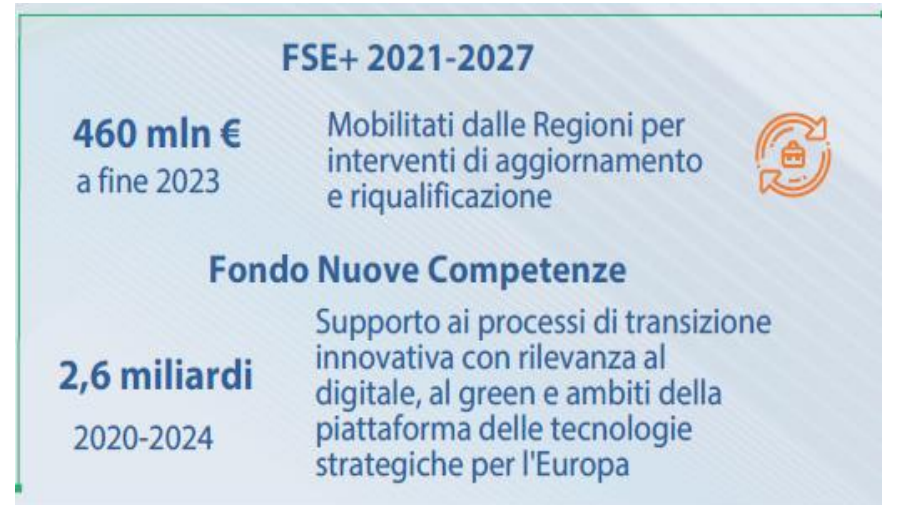 FSE+ 2021-2027
460 mln €
a fine 2023
Mobilitati dalle Regioni per
interventi di aggiornamento
e riqualificazione
Fondo Nuove Competenze
2,6 miliardi
2020-2024
Supporto ai processi di transizione
innovativa con rilevanza al
digitale, al green e ambiti della
piattaforma delle tecnologie
strategiche per l'Europa